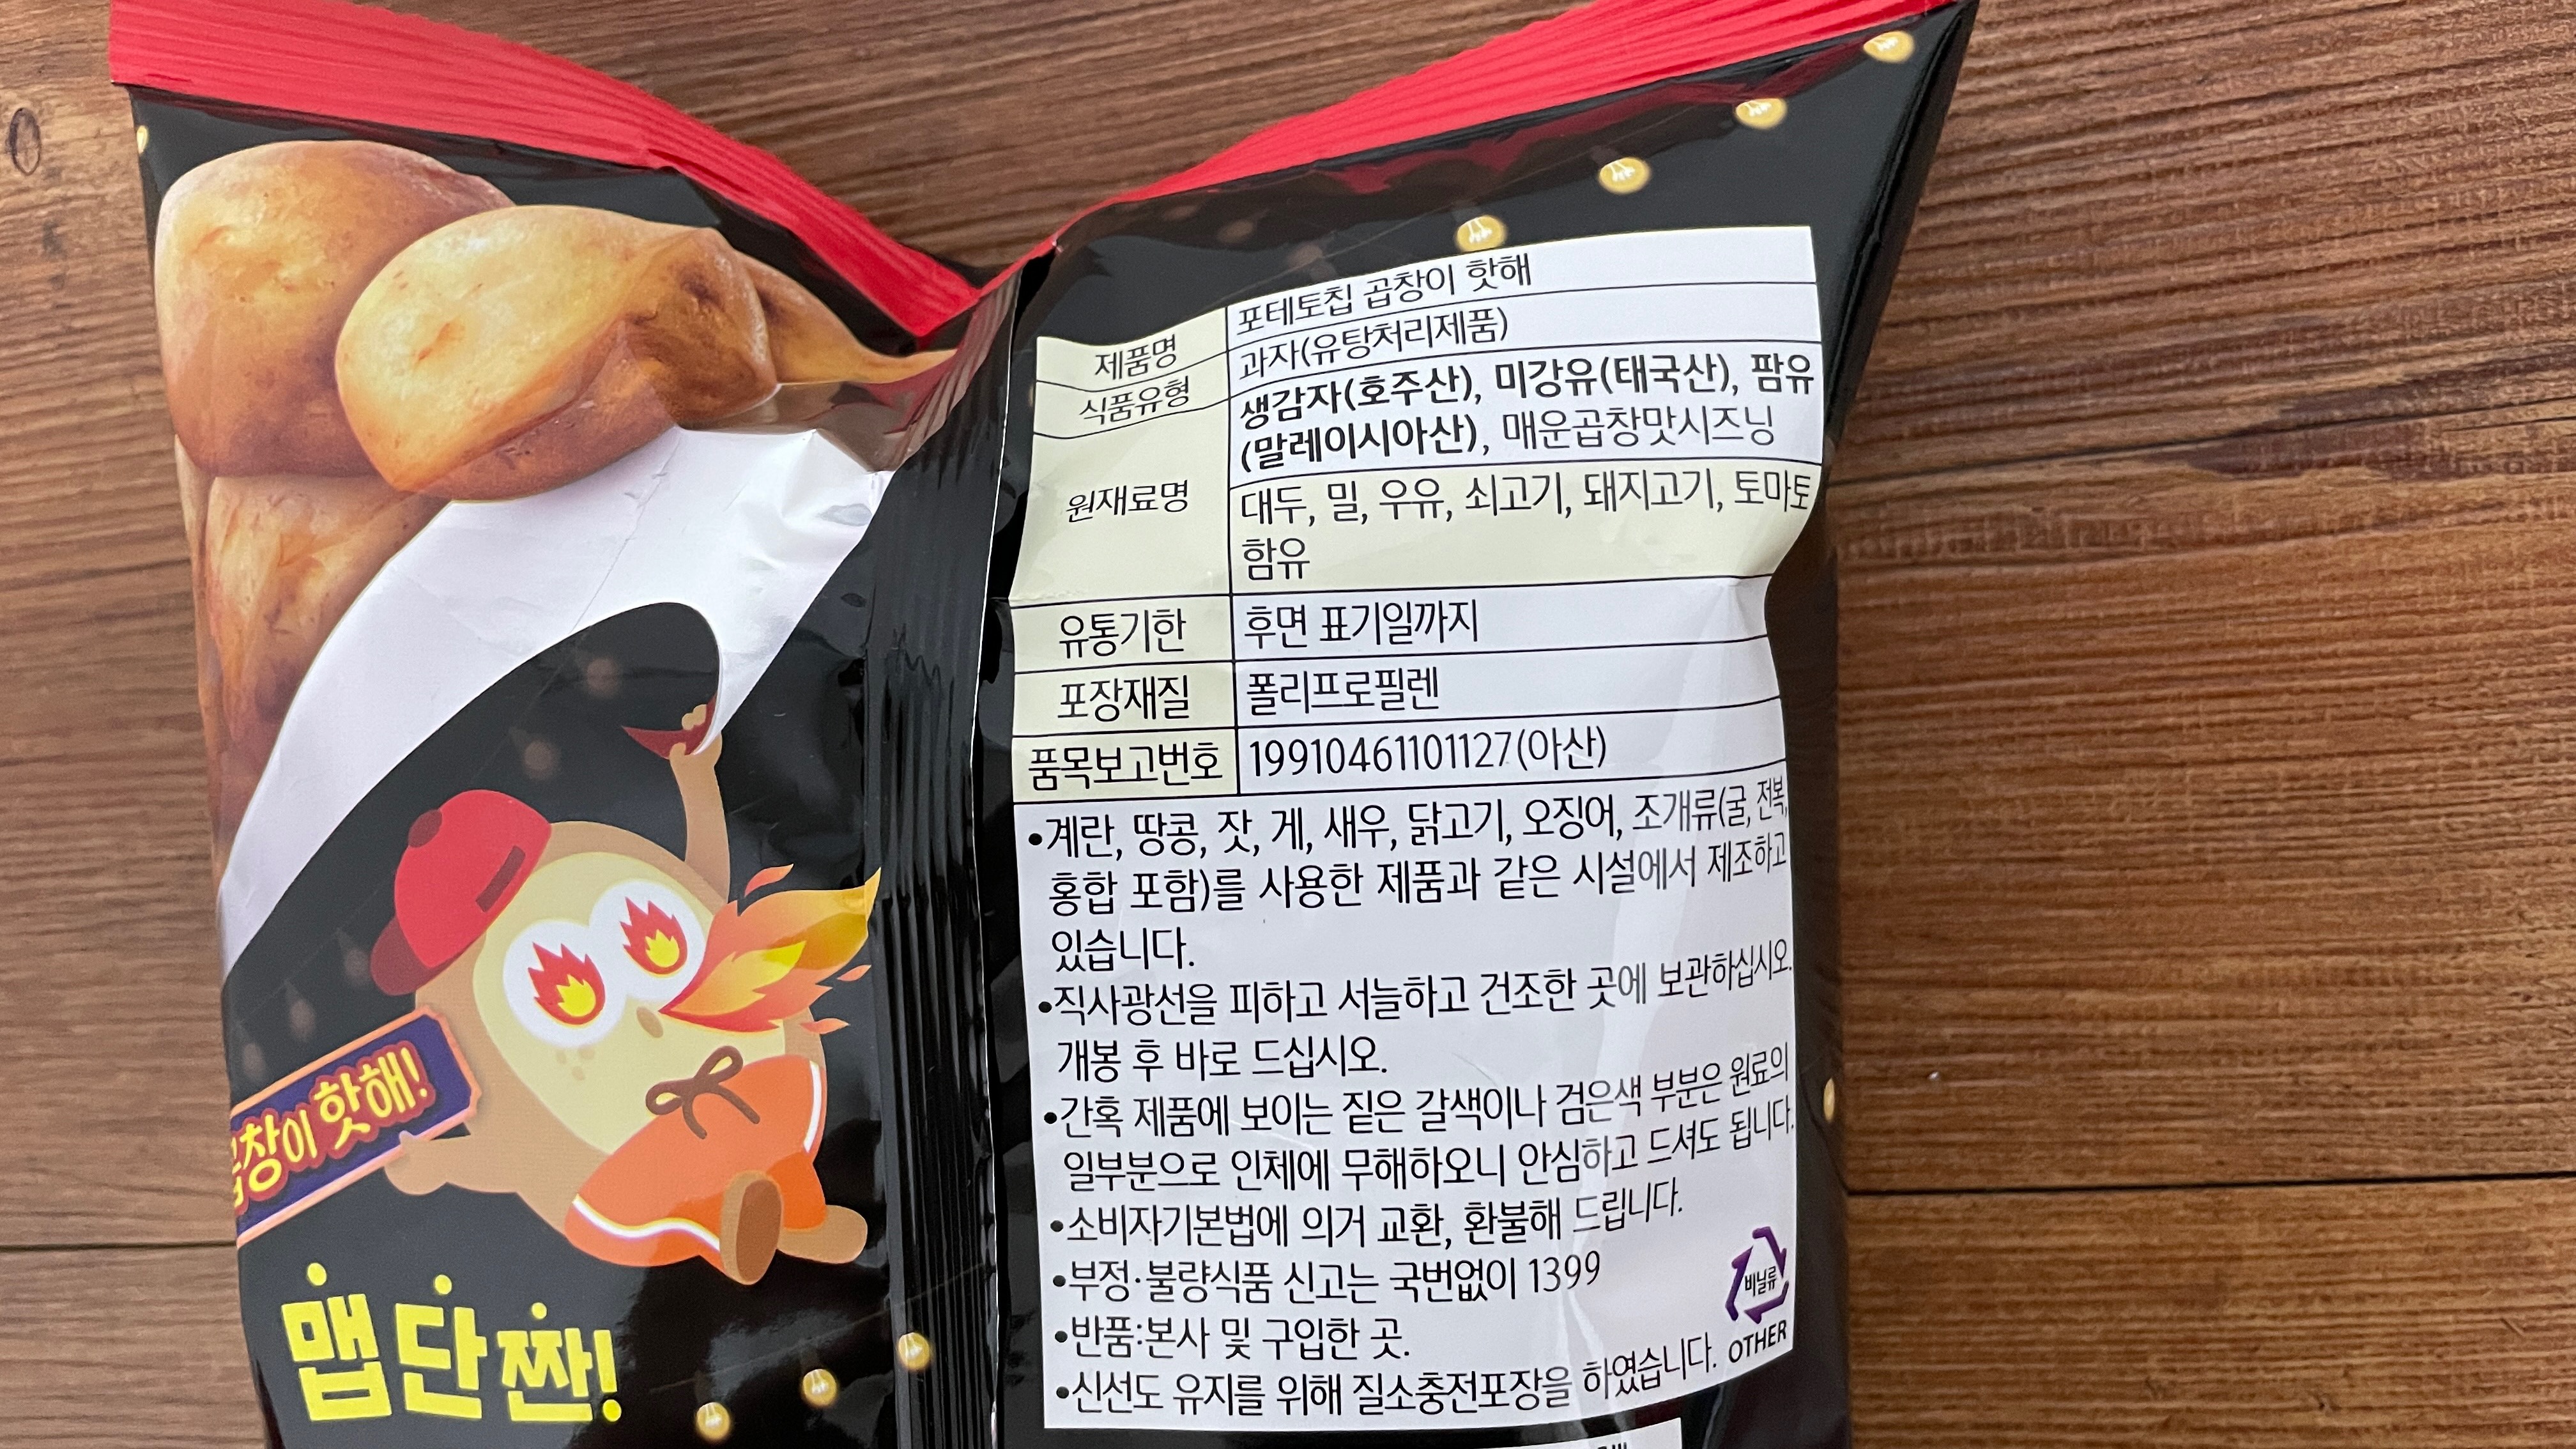 곱창이 핫해!
맵단짠!
제품명
포테토칩 곱창이 핫해
식품유형
과자(유탕처리제품)
원재료명
생감자(호주산), 미강유(태국산), 팜유
(말레이시아산), 매운곱창맛시즈닝
대두, 밀, 우유, 쇠고기, 돼지고기, 토마토
함유
유통기한
후면 표기일까지
포장재질
폴리프로필렌
품목보고번호
19910461101127(아산)
•계란, 땅콩, 잣, 게, 새우, 닭고기, 오징어, 조개류(굴, 전복,
홍합 포함)를 사용한 제품과 같은 시설에서 제조하고
있습니다.
•직사광선을 피하고 서늘하고 건조한 곳에 보관하십시오.
개봉 후 바로 드십시오.
•간혹 제품에 보이는 짙은 갈색이나 검은색 부분은 원료의
일부분으로 인체에 무해하오니 안심하고 드셔도 됩니다.
•소비자기본법에 의거 교환, 환불해 드립니다.
•부정·불량식품 신고는 국번없이 1399
•반품:본사 및 구입한 곳.
•신선도 유지를 위해 질소충전포장을 하였습니다.
비닐류
OTHER